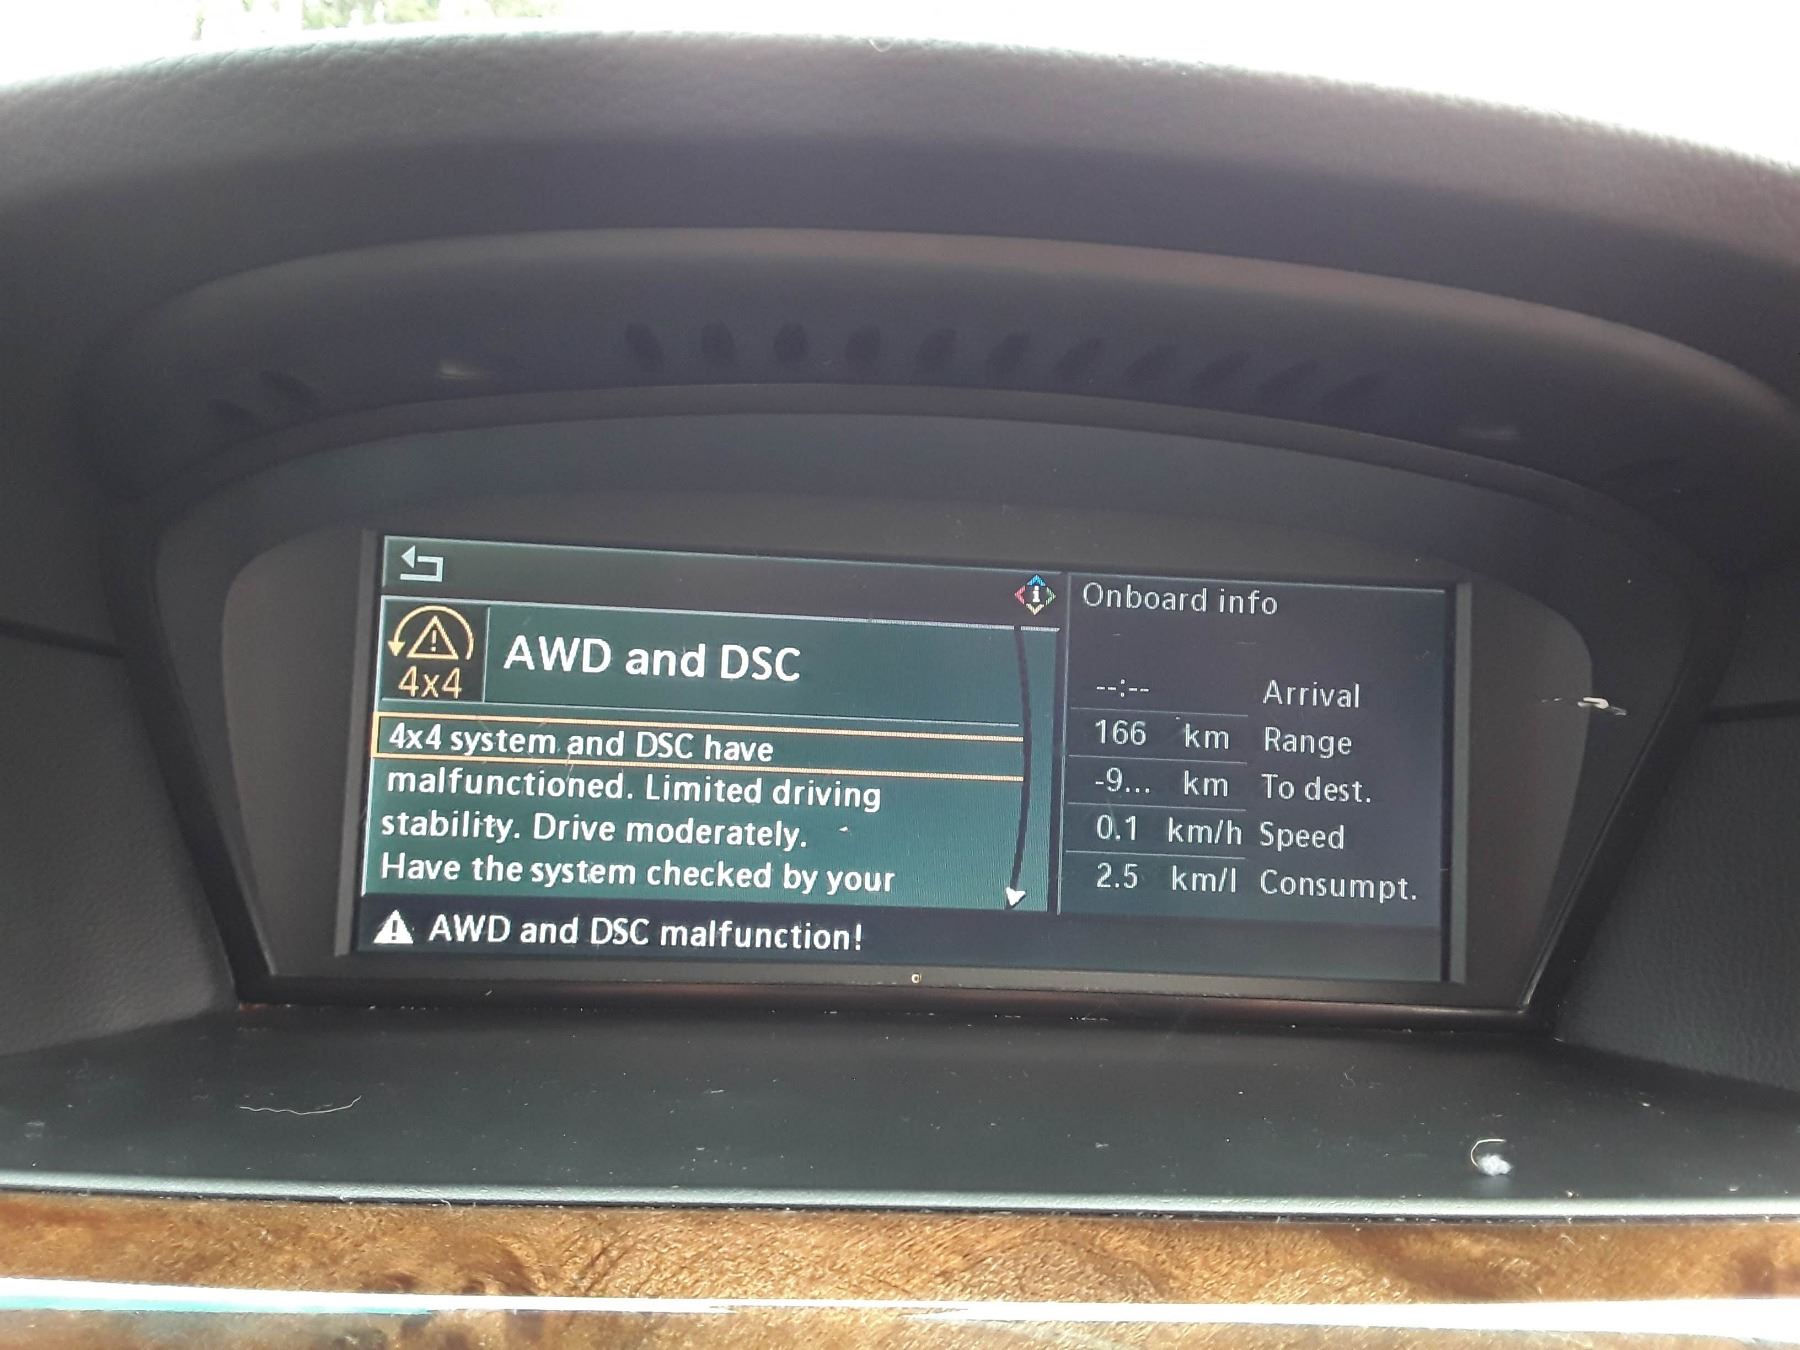 AWD and DSC
4x4
4x4 system and DSC have
malfunctioned. Limited driving
stability. Drive moderately.
Have the system checked by your
AWD and DSC malfunction!
i
Onboard info
--:-- Arrival
166 km Range
-9... km To dest.
0.1 km/h Speed
2.5 km/l Consumpt.